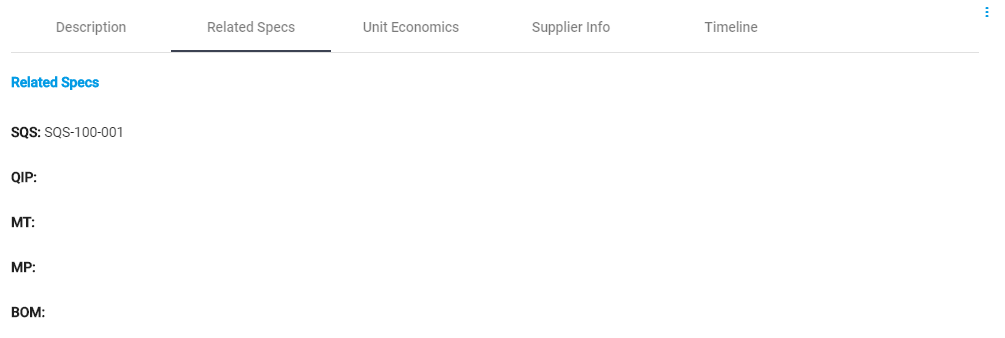 Description Related Specs Unit Economics Supplier Info Timeline
Related Specs
SQS: SQS-100-001
QIP:
MT:
MP:
BOM: